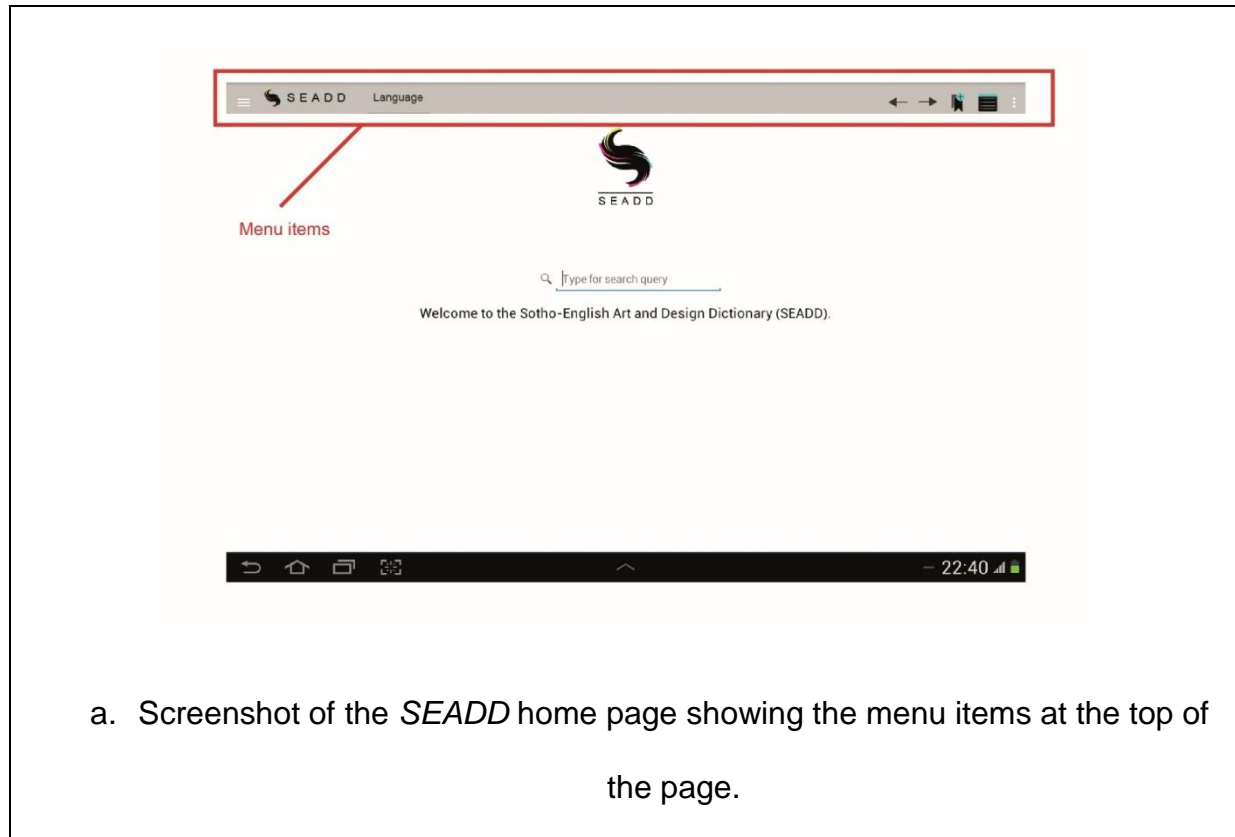 SEADD Language
SEADD
Menu items
Type for search query
Welcome to the Sotho-English Art and Design Dictionary (SEADD).
22:40
a. Screenshot of the SEADD home page showing the menu items at the top of
the page.